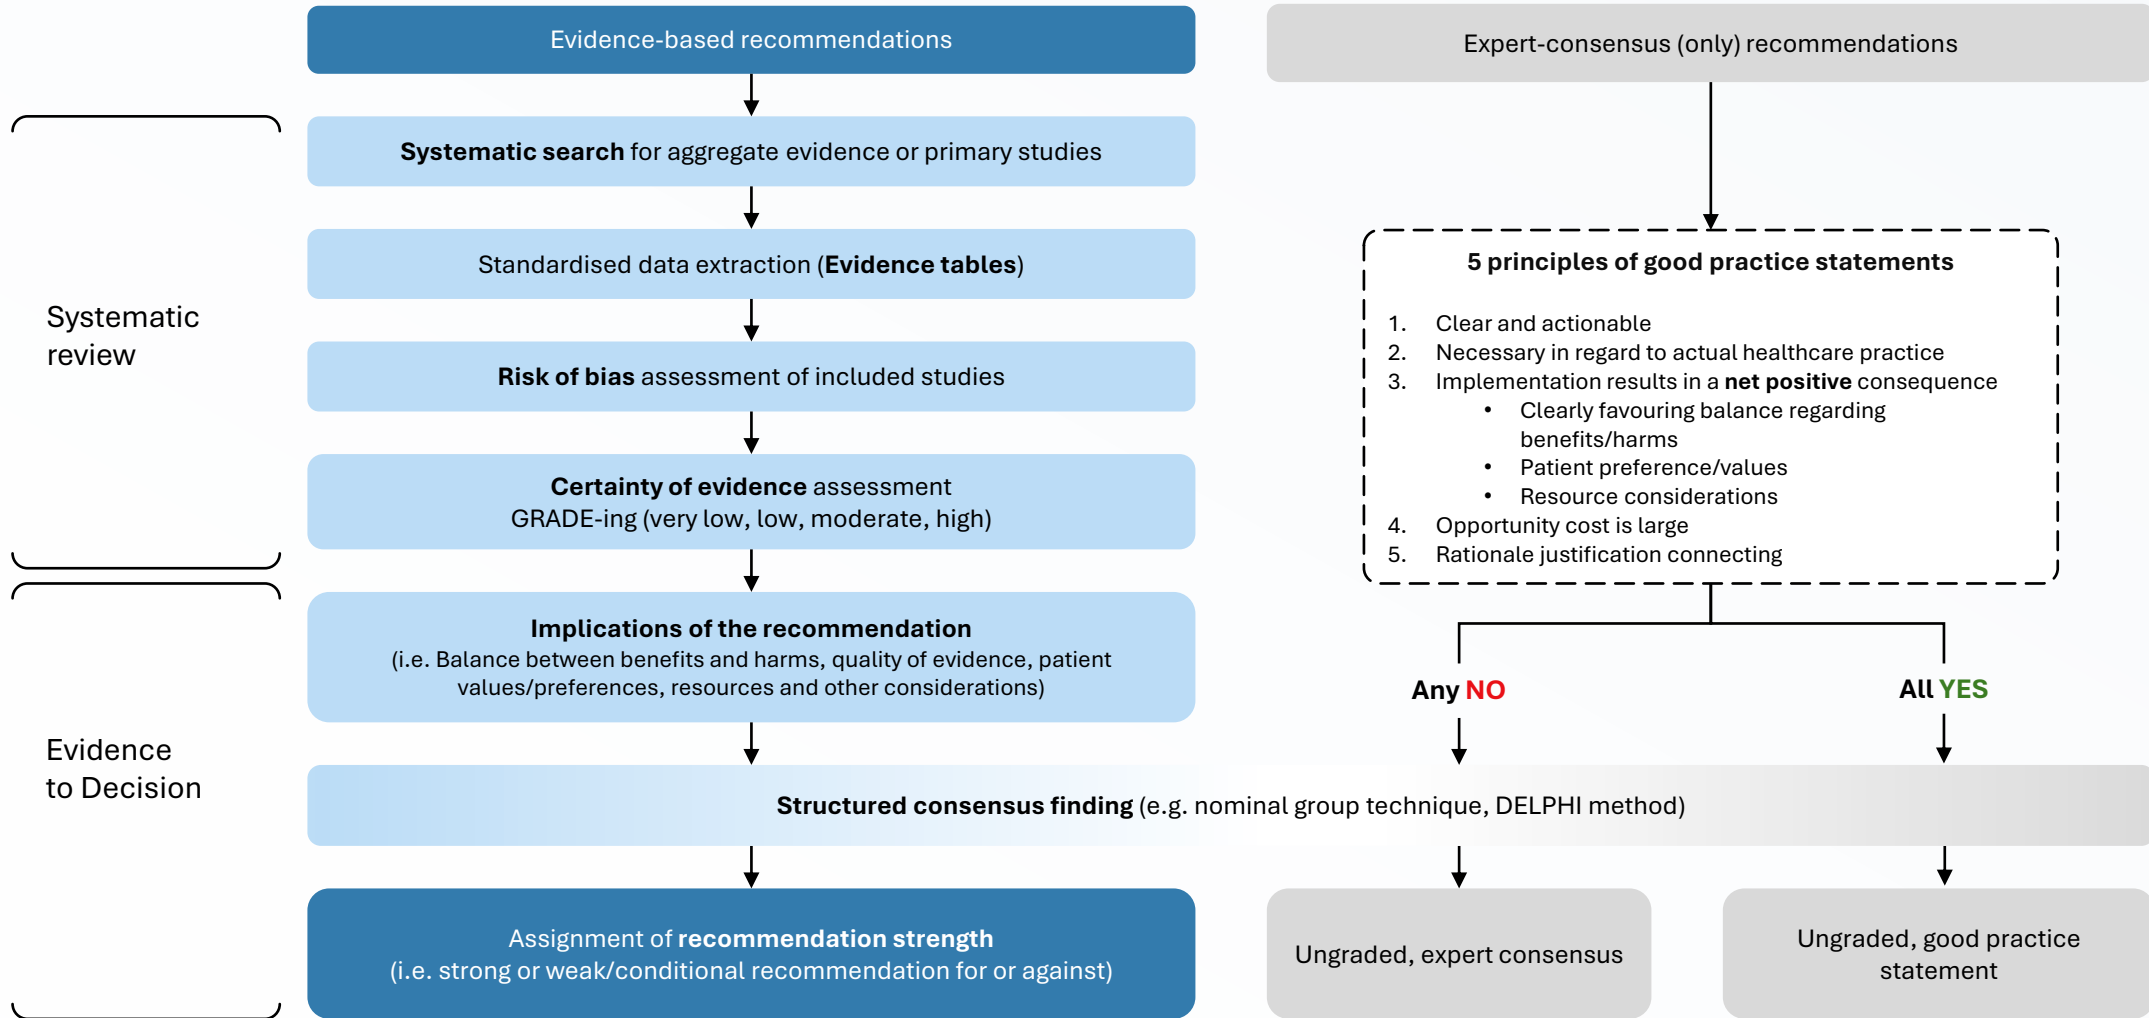 Evidence-based recommendations
Expert-consensus (only) recommendations
Systematic review
Systematic search for aggregate evidence or primary studies
Standardised data extraction (Evidence tables)
Risk of bias assessment of included studies
Certainty of evidence assessment
GRADE-ing (very low, low, moderate, high)
5 principles of good practice statements
1. Clear and actionable
2. Necessary in regard to actual healthcare practice
3. Implementation results in a net positive consequence
• Clearly favouring balance regarding
benefits/harms
• Patient preference/values
• Resource considerations
4. Opportunity cost is large
5. Rationale justification connecting
Evidence
to Decision
Implications of the recommendation
(i.e. Balance between benefits and harms, quality of evidence, patient
values/preferences, resources and other considerations)
Any NO
All YES
Structured consensus finding (e.g. nominal group technique, DELPHI method)
Assignment of recommendation strength
(i.e. strong or weak/conditional recommendation for or against)
Ungraded, expert consensus
Ungraded, good practice
statement